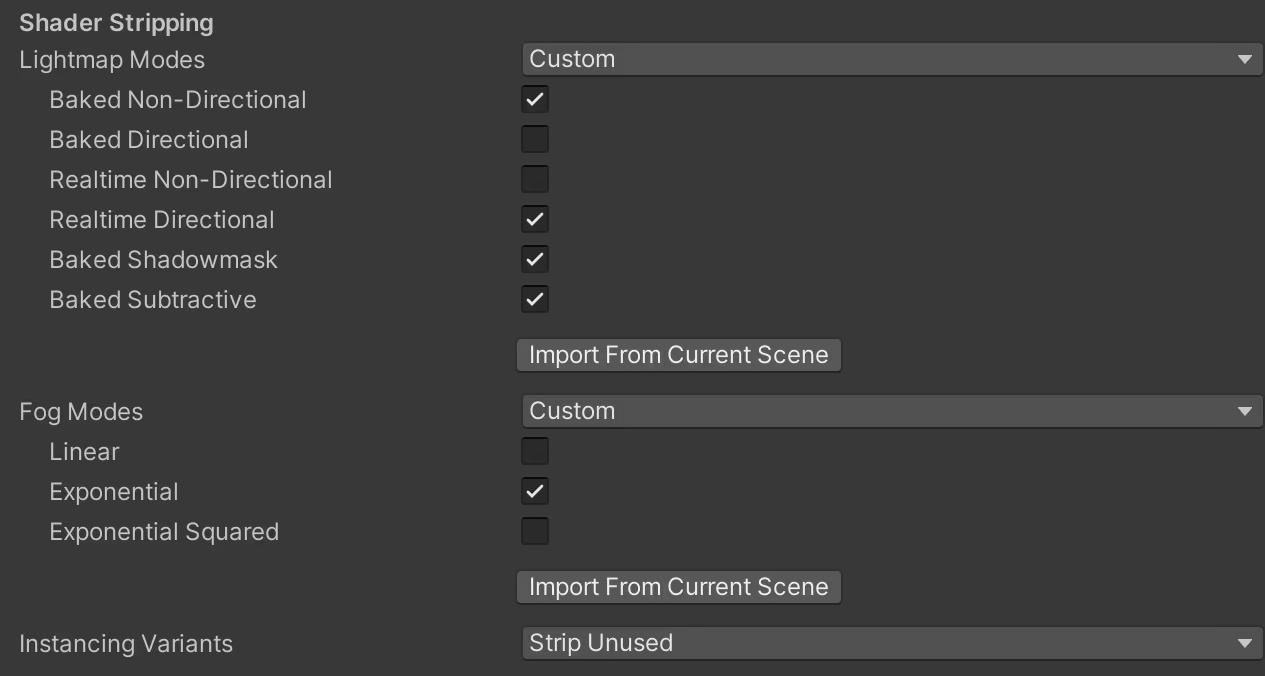 Shader Stripping
Lightmap Modes Custom
Baked Non-Directional
Baked Directional
Realtime Non-Directional
Realtime Directional
Baked Shadowmask
Baked Subtractive
Import From Current Scene
Fog Modes Custom
Linear
Exponential
Exponential Squared
Import From Current Scene
Instancing Variants Strip Unused